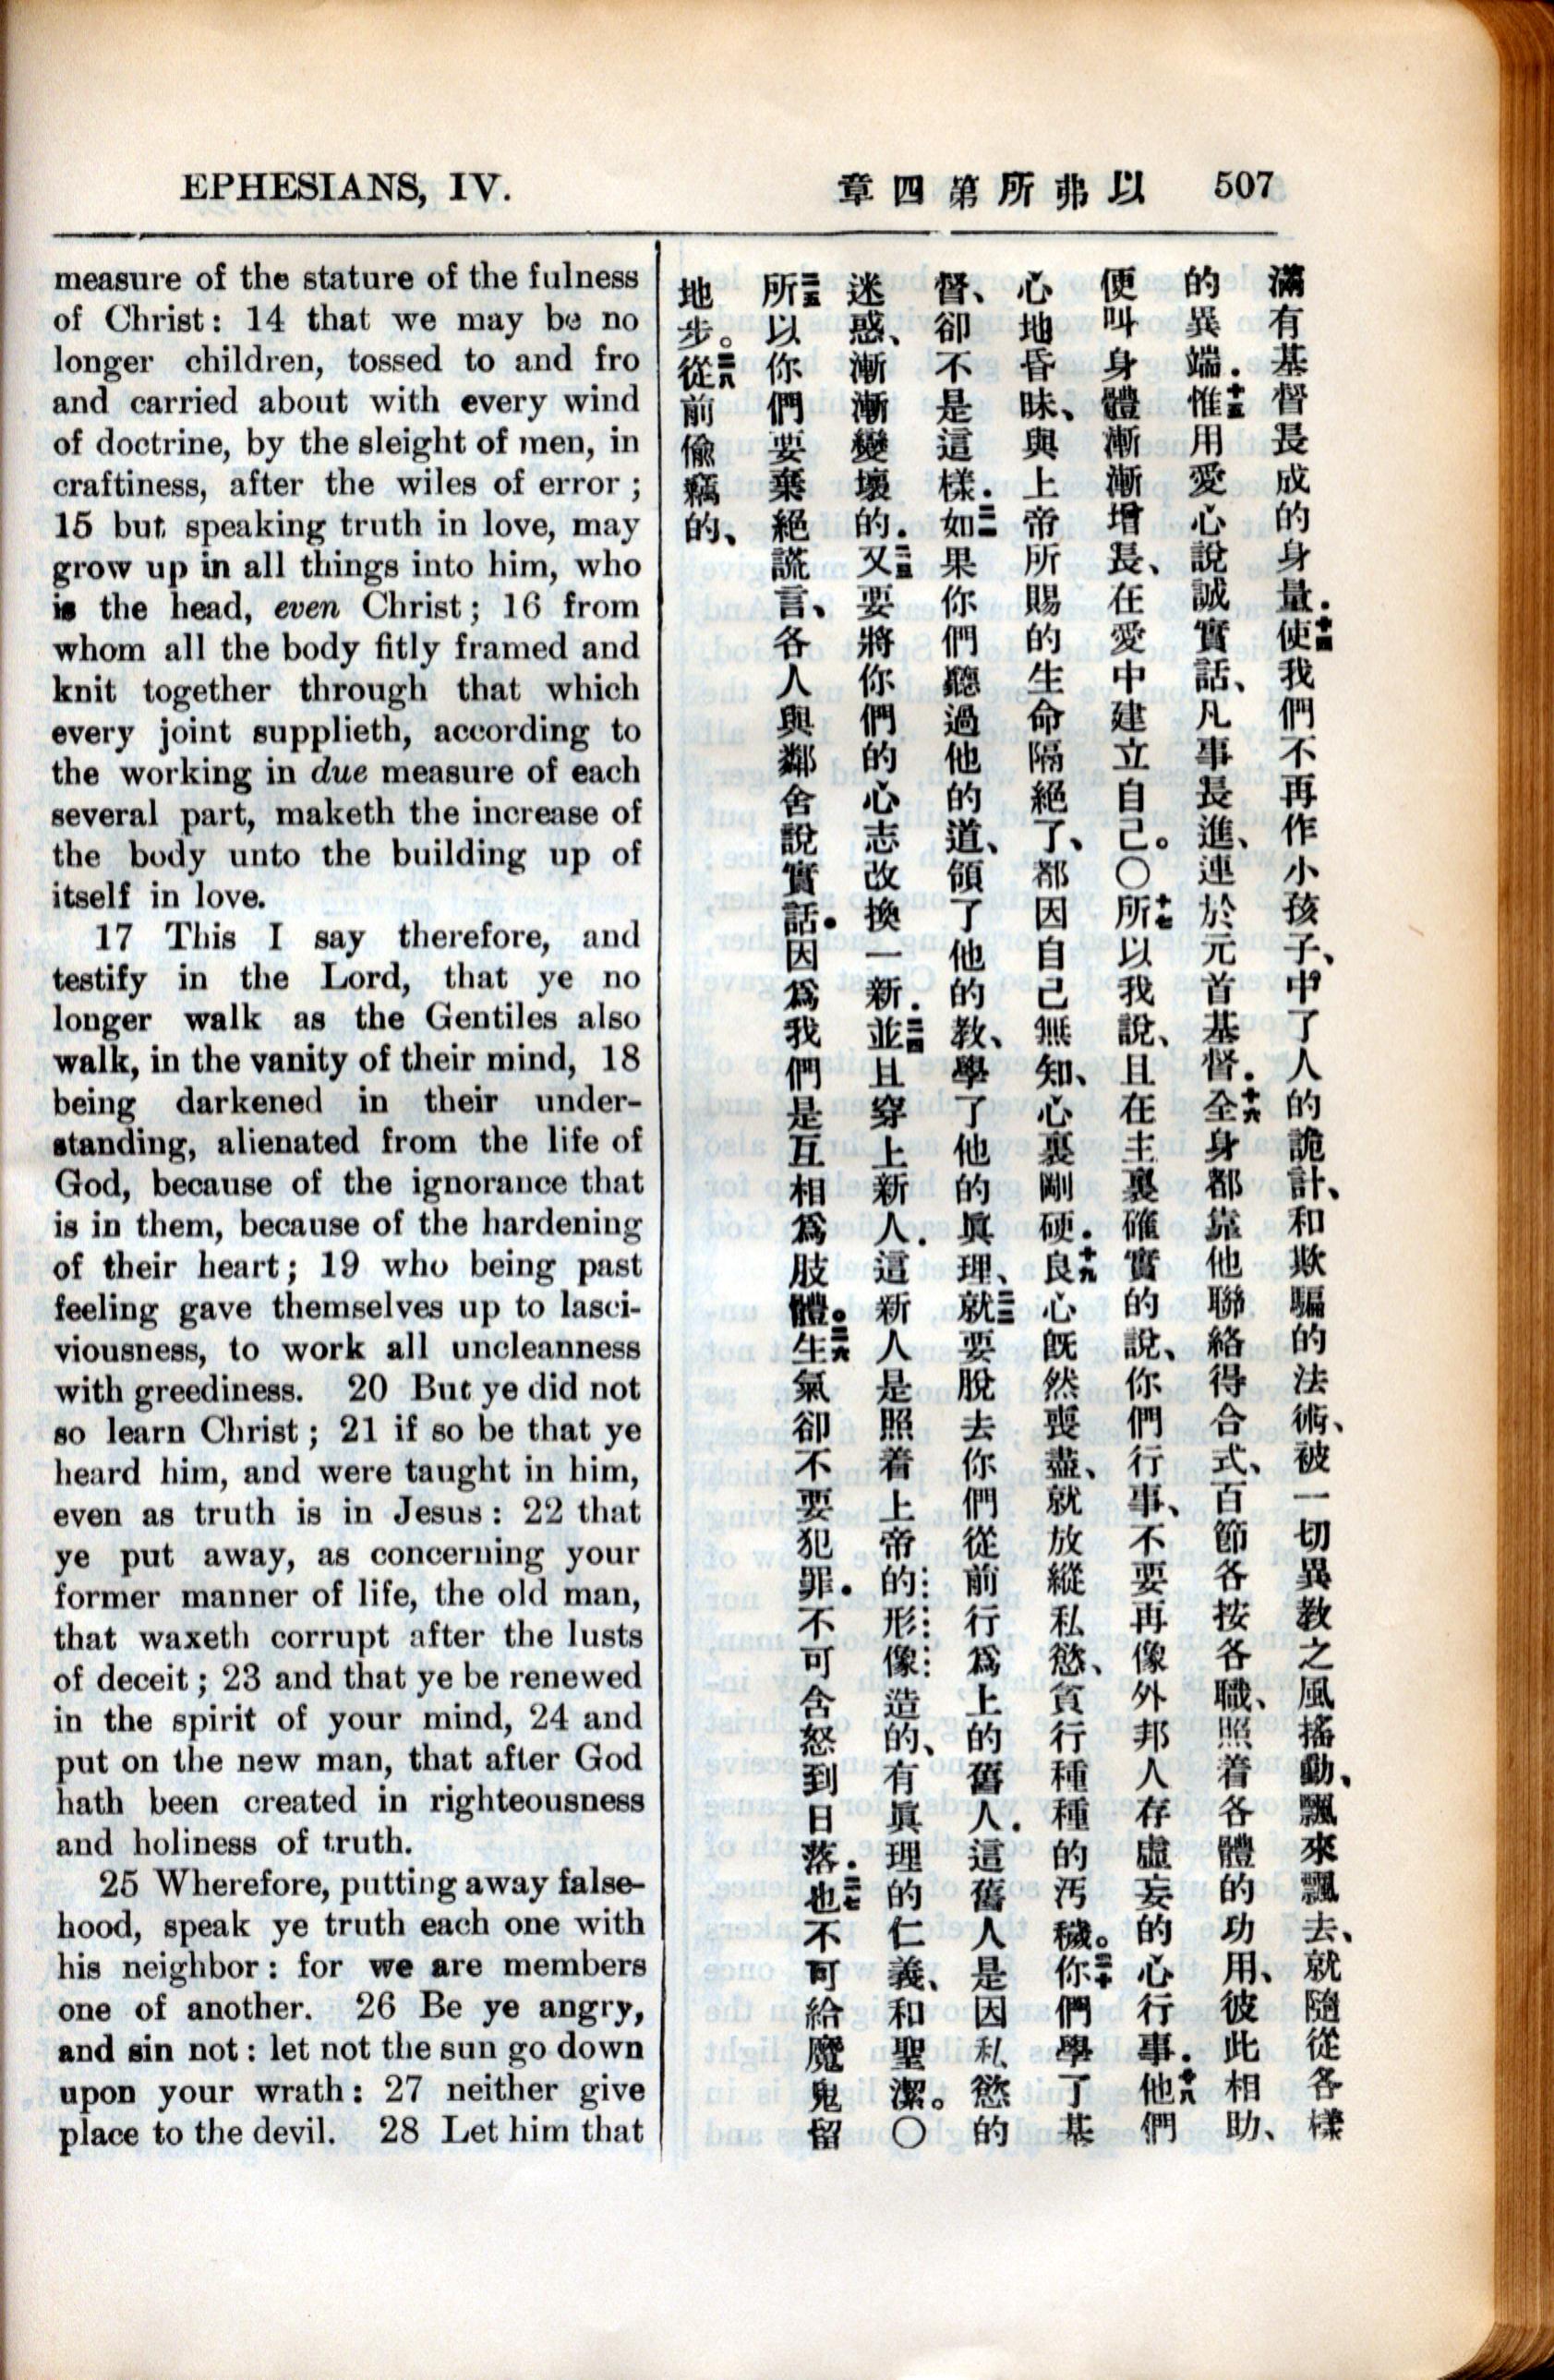 EPHESIANS, IV.
章四第所弗以 507
measure of the stature of the fulness
of Christ: 14 that we may be no
longer children, tossed to and fro
and carried about with every wind
of doctrine, by the sleight of men, in
craftiness, after the wiles of error;
15 but speaking truth in love, may
grow up in all things into him, who
is the head, even Christ; 16 from
whom all the body fitly framed and
knit together through that which
every joint supplieth, according to
the working in due measure of each
several part, maketh the increase of
the body unto the building up of
itself in love.
17 This I say therefore, and
testify in the Lord, that ye no
longer walk as the Gentiles also
walk, in the vanity of their mind, 18
being darkened in their under-
standing, alienated from the life of
God, because of the ignorance that
is in them, because of the hardening
of their heart; 19 who being past
feeling gave themselves up to lasci-
viousness, to work all uncleanness
with greediness. 20 But ye did not
so learn Christ; 21 if so be that ye
heard him, and were taught in him,
even as truth is in Jesus: 22 that
ye put away, as concerning your
former manner of life, the old man,
that waxeth corrupt after the lusts
of deceit; 23 and that ye be renewed
in the spirit of your mind, 24 and
put on the new man, that after God
hath been created in righteousness
and holiness of truth.
25 Wherefore, putting away false-
hood, speak ye truth each one with
his neighbor: for we are members
one of another. 26 Be ye angry,
and sin not: let not the sun go down
upon your wrath: 27 neither give
place to the devil. 28 Let him that
滿有基督長成的身量．十四使我們不再作小孩子、中了人的詭計、和欺騙的法術、被一切異教之風搖動、飄來飄去、就隨從各樣
的異端．十五惟用愛心說誠實話、凡事長進、連於元首基督．十六全身都靠他聯絡得合式、百節各按各職、照着各體的功用、彼此相助、
便叫身體漸漸增長、在愛中建立自己。〇十七所以我說、且在主裏確實的說、你們行事、不要再像外邦人存虛妄的心行事．十八他們
心地昏昧、與上帝所賜的生命隔絕了、都因自己無知、心裏剛硬．十九良心既然喪盡、就放縱私慾、貪行種種的汚穢。二十你們學了基
督、卻不是這樣．二一如果你們聽過他的道、領了他的教、學了他的眞理、二二就要脫去你們從前行爲上的舊人．這舊人是因私慾的
迷惑、漸漸變壞的．二三又要將你們的心志改換一新．二四並且穿上新人．這新人是照着上帝的形像造的、有眞理的仁義、和聖潔。〇
二五所以你們要棄絕謊言、各人與鄰舍說實話．因爲我們是互相爲肢體。二六生氣卻不要犯罪．不可含怒到日落．二七也不可給魔鬼留
地步。二八從前偷竊的、